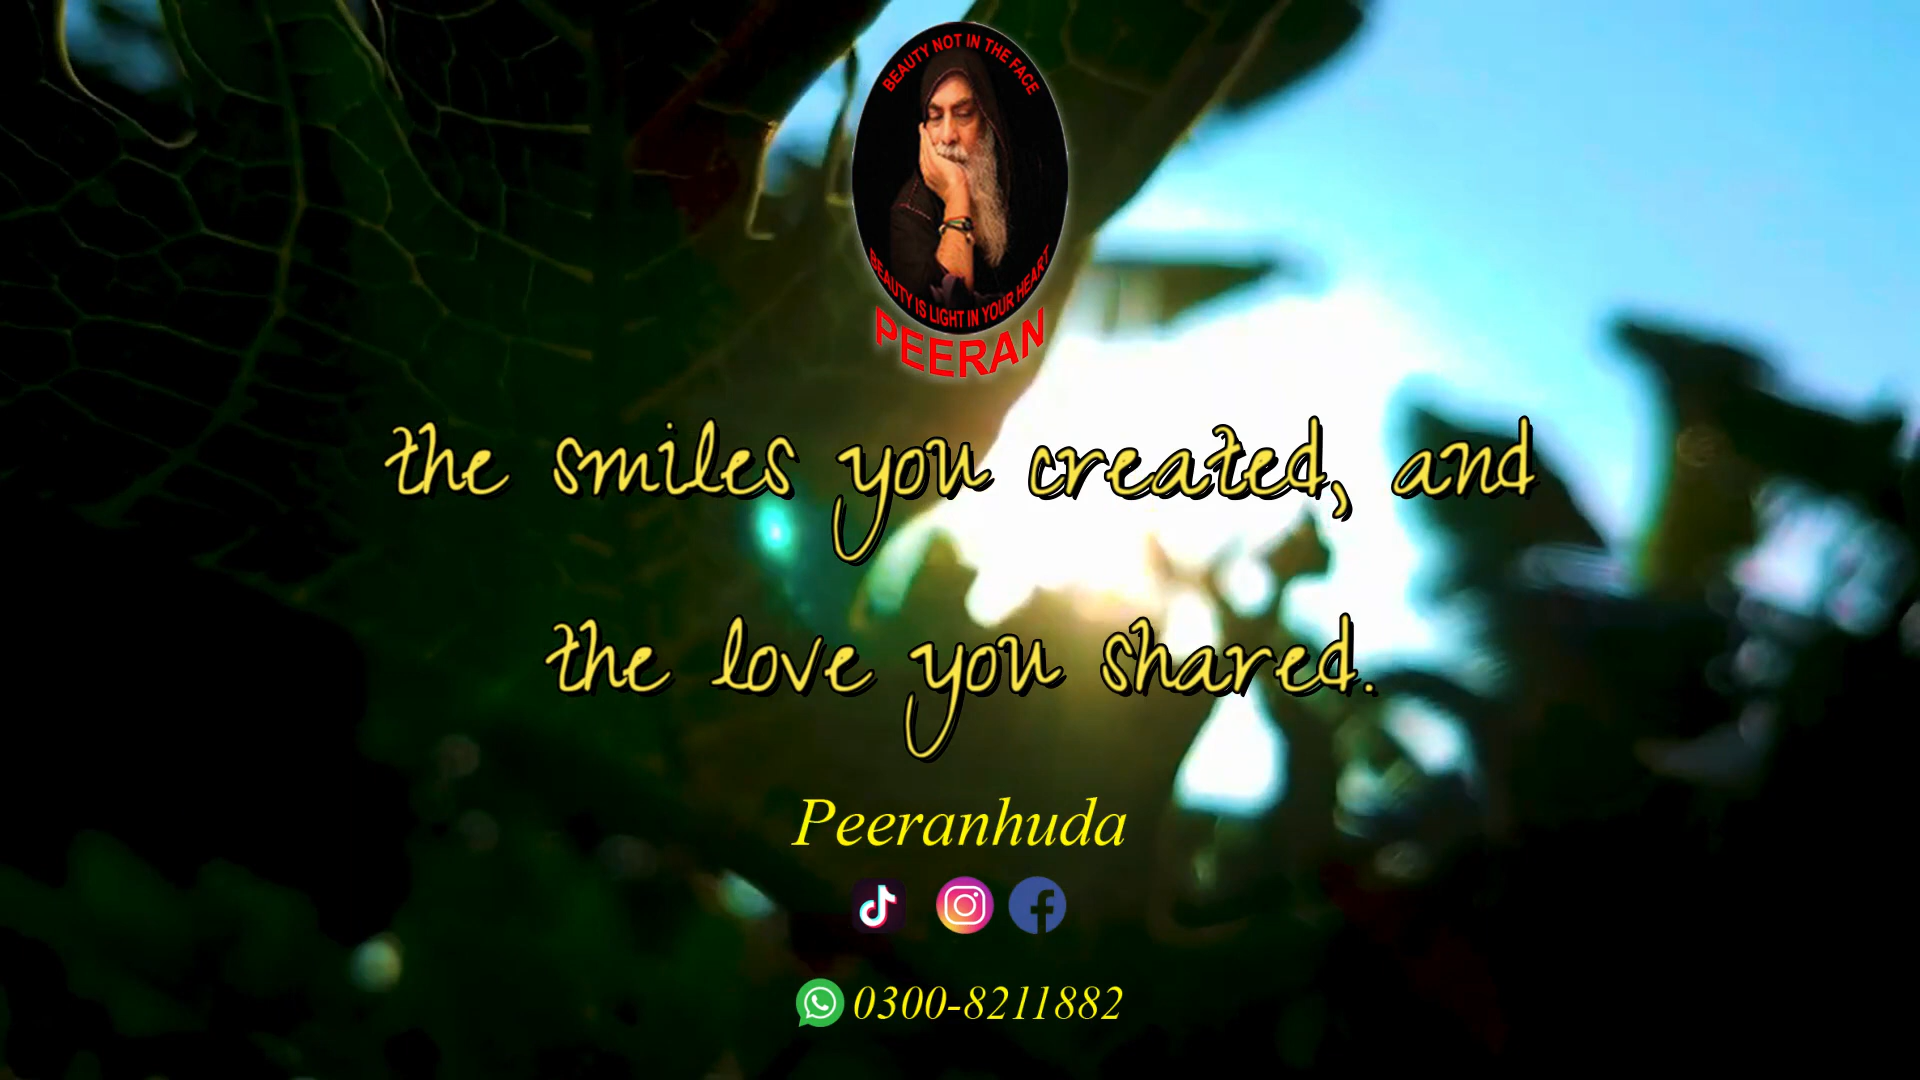 BEAUTY NOT IN THE FACE
BEAUTY IS LIGHT IN YOUR HEART
PEERAN
the smiles you created, and
the love you shared.
Peeranhuda
0300-8211882